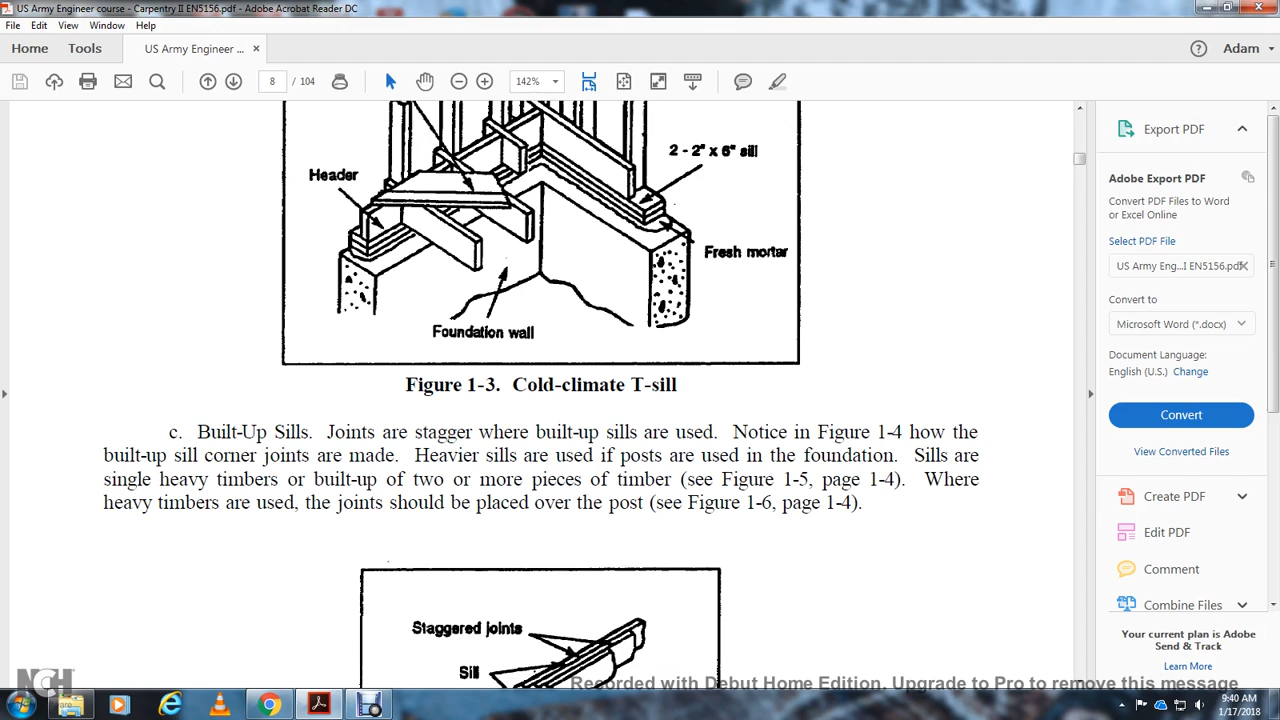 US Army Engineer course - Carpentry II EN5156.pdf - Adobe Acrobat Reader DC
File Edit View Window Help
Home Tools US Army Engineer ... × Adam
8 / 104 142%
2 - 2" x 6" sill
Header
Fresh mortar
Foundation wall
Figure 1-3. Cold-climate T-sill
c. Built-Up Sills. Joints are stagger where built-up sills are used. Notice in Figure 1-4 how the
built-up sill corner joints are made. Heavier sills are used if posts are used in the foundation. Sills are
single heavy timbers or built-up of two or more pieces of timber (see Figure 1-5, page 1-4). Where
heavy timbers are used, the joints should be placed over the post (see Figure 1-6, page 1-4).
Staggered joints
Sill
Export PDF
Adobe Export PDF
Convert PDF Files to Word
or Excel Online
Select PDF File
US Army Eng...I EN5156.pdf
Convert to
Microsoft Word (*.docx)
Document Language:
English (U.S.) Change
Convert
View Converted Files
Create PDF
Edit PDF
Comment
Combine Files
Your current plan is Adobe
Send & Track
Learn More
NCH
Recorded with Debut Home Edition. Upgrade to Pro to remove this message
9:40 AM
1/17/2018